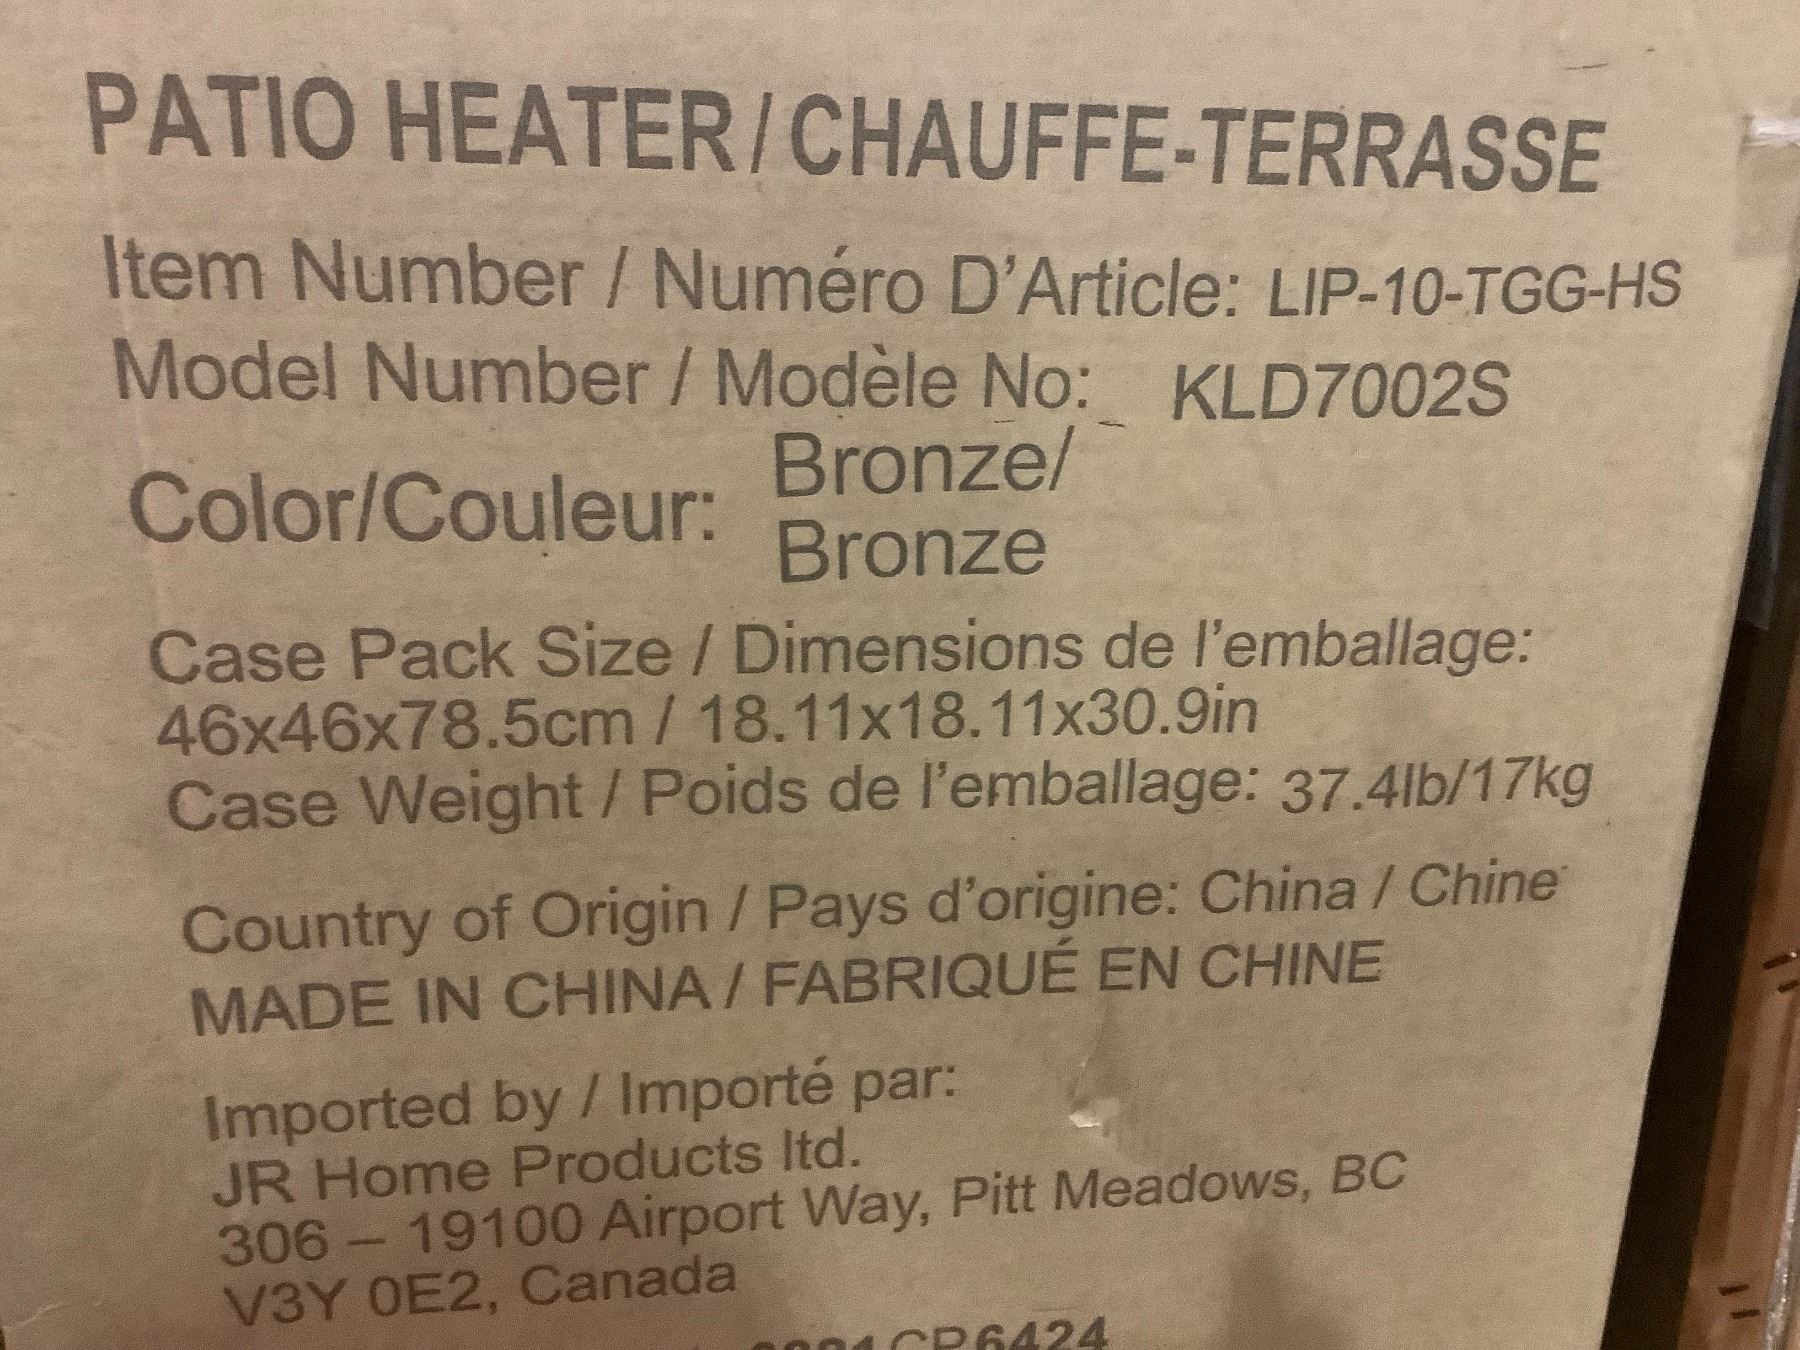 PATIO HEATER / CHAUFFE-TERRASSE
Item Number / Numéro D'Article: LIP-10-TGG-HS
Model Number / Modèle No: KLD7002S
Color/Couleur: Bronze/
Bronze
Case Pack Size / Dimensions de l'emballage:
46x46x78.5cm / 18.11x18.11x30.9in
Case Weight / Poids de l'emballage: 37.4lb/17kg
Country of Origin / Pays d'origine: China / Chine
MADE IN CHINA / FABRIQUÉ EN CHINE
Imported by / Importé par:
JR Home Products ltd.
306 – 19100 Airport Way, Pitt Meadows, BC
V3Y 0E2, Canada